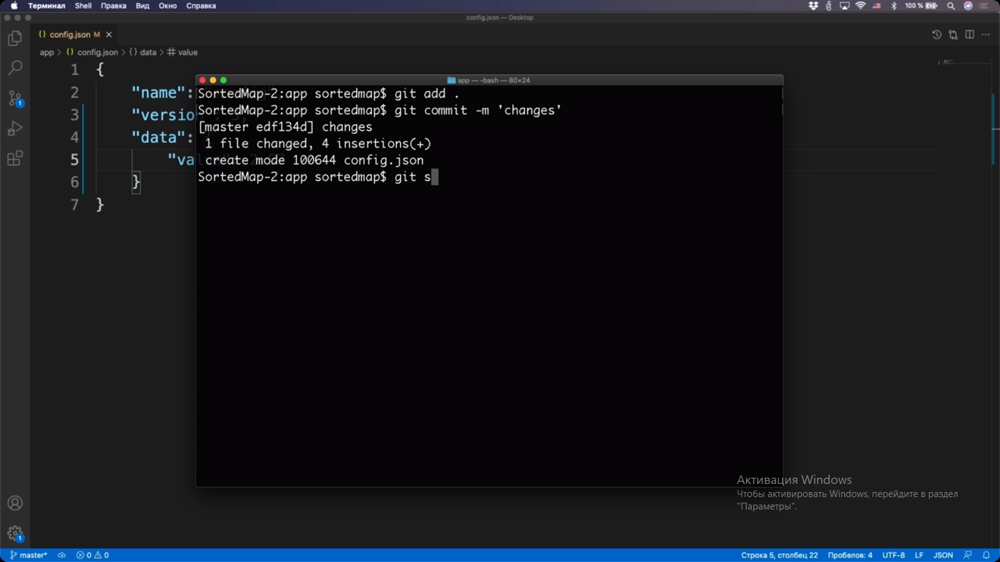 Терминал Shell Правка Вид Окно Справка 100 %
config.json — Desktop
{} config.json M ×
app > {} config.json > {} data > # value
1 {
2 "name":
3 "versio
4 "data":
5 "va
6 }
7 }
app — -bash — 80×24
SortedMap-2:app sortedmap$ git add .
SortedMap-2:app sortedmap$ git commit -m 'changes'
[master edf134d] changes
1 file changed, 4 insertions(+)
create mode 100644 config.json
SortedMap-2:app sortedmap$ git s
1
1
Активация Windows
Чтобы активировать Windows, перейдите в раздел
"Параметры".
master* 0 0 Строка 5, столбец 22 Пробелов: 4 UTF-8 LF JSON